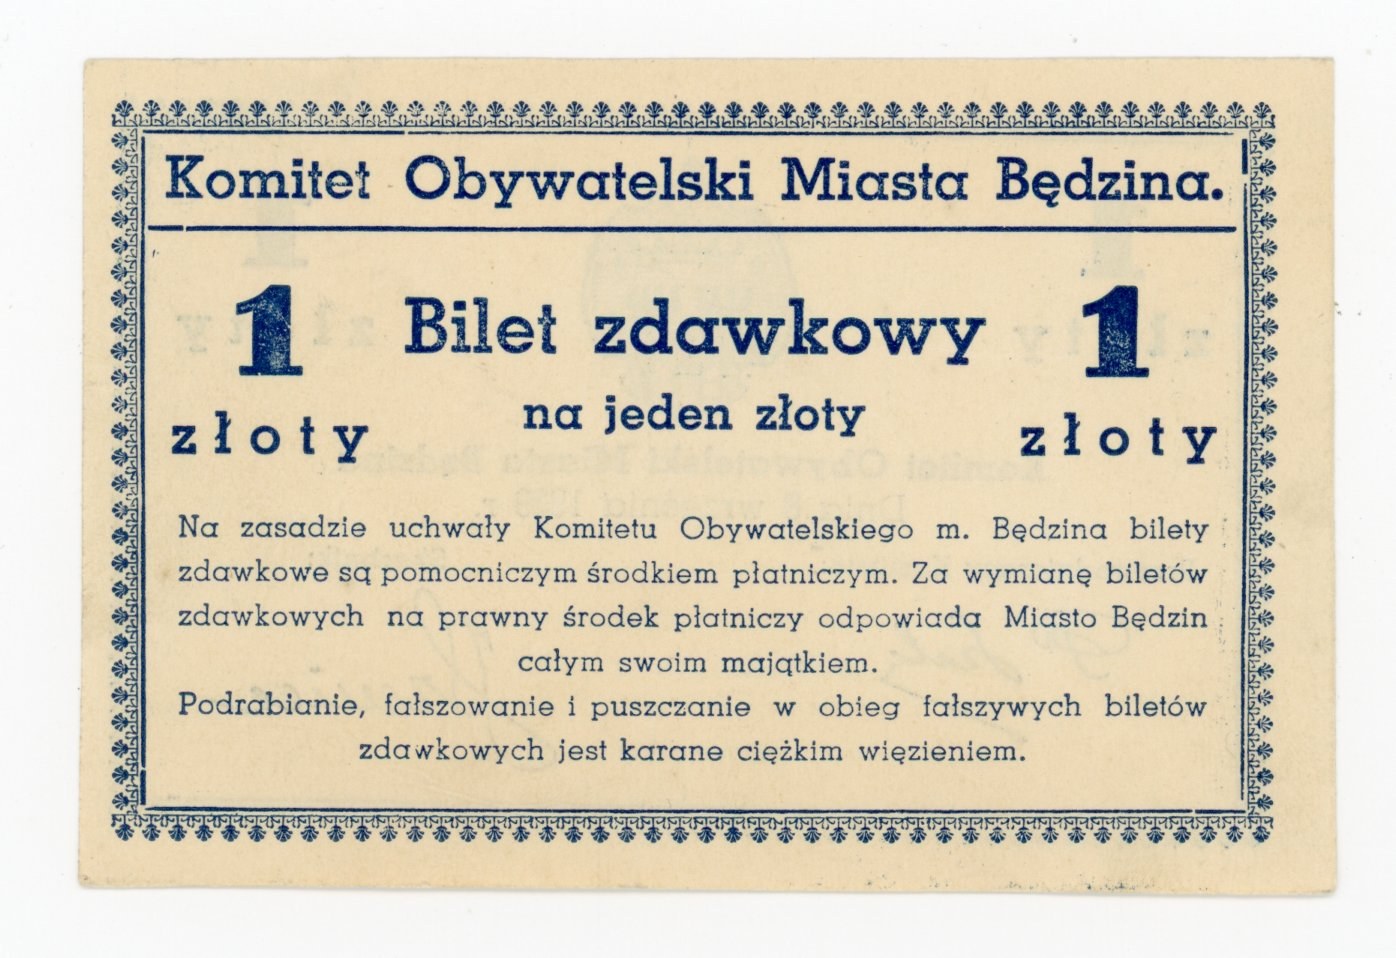 Komitet Obywatelski Miasta Będzina.
1 Bilet zdawkowy 1
złoty na jeden złoty złoty
Na zasadzie uchwały Komitetu Obywatelskiego m. Będzina bilety
zdawkowe są pomocniczym środkiem płatniczym. Za wymianę biletów
zdawkowych na prawny środek płatniczy odpowiada Miasto Będzin
całym swoim majątkiem.
Podrabianie, fałszowanie i puszczanie w obieg fałszywych biletów
zdawkowych jest karane ciężkim więzieniem.